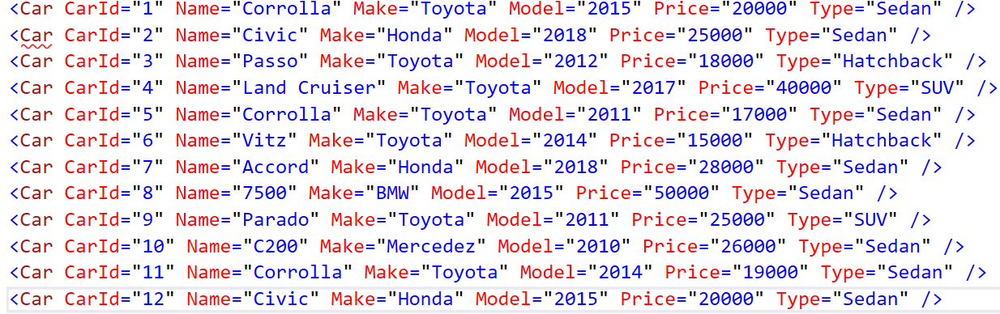 <Car CarId="1" Name="Corrolla" Make="Toyota" Model="2015" Price="20000" Type="Sedan" />
<Car CarId="2" Name="Civic" Make="Honda" Model="2018" Price="25000" Type="Sedan" />
<Car CarId="3" Name="Passo" Make="Toyota" Model="2012" Price="18000" Type="Hatchback" />
<Car CarId="4" Name="Land Cruiser" Make="Toyota" Model="2017" Price="40000" Type="SUV" />
<Car CarId="5" Name="Corrolla" Make="Toyota" Model="2011" Price="17000" Type="Sedan" />
<Car CarId="6" Name="Vitz" Make="Toyota" Model="2014" Price="15000" Type="Hatchback" />
<Car CarId="7" Name="Accord" Make="Honda" Model="2018" Price="28000" Type="Sedan" />
<Car CarId="8" Name="7500" Make="BMW" Model="2015" Price="50000" Type="Sedan" />
<Car CarId="9" Name="Parado" Make="Toyota" Model="2011" Price="25000" Type="SUV" />
<Car CarId="10" Name="C200" Make="Mercedez" Model="2010" Price="26000" Type="Sedan" />
<Car CarId="11" Name="Corrolla" Make="Toyota" Model="2014" Price="19000" Type="Sedan" />
<Car CarId="12" Name="Civic" Make="Honda" Model="2015" Price="20000" Type="Sedan" />